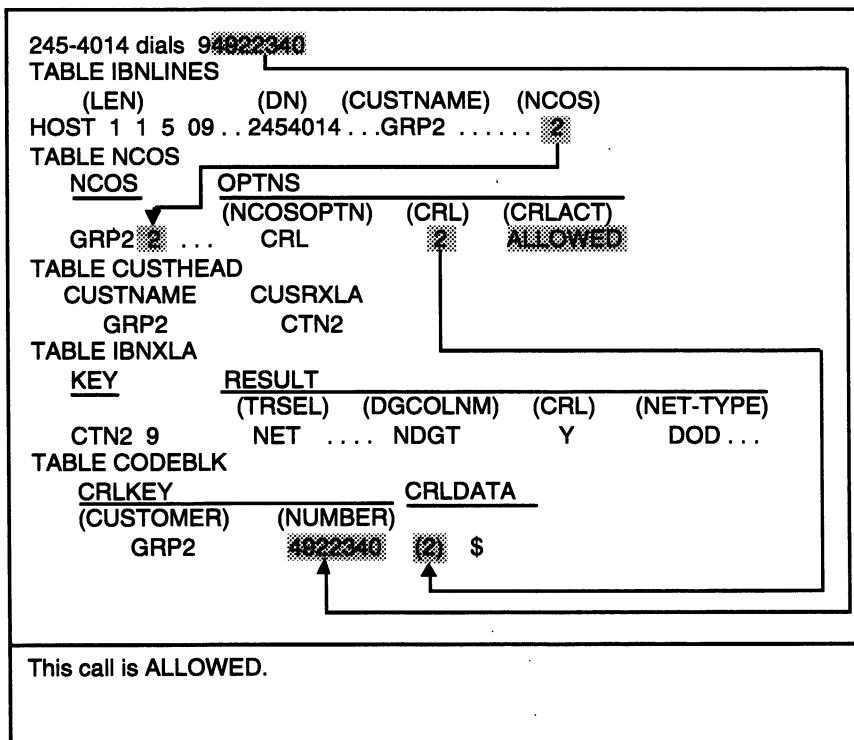 245-4014 dials 94922340
TABLE IBNLINES
(LEN) (DN) (CUSTNAME) (NCOS)
HOST 1 1 5 09 . . 2454014 . . . GRP2 . . . . . . 2
TABLE NCOS
NCOS OPTNS
(NCOSOPTN) (CRL) (CRLACT)
GRP2 2 . . . CRL 2 ALLOWED
TABLE CUSTHEAD
CUSTNAME CUSRXLA
GRP2 CTN2
TABLE IBNXLA
KEY RESULT
(TRSEL) (DGCOLNM) (CRL) (NET-TYPE)
CTN2 9 NET . . . . NDGT Y DOD . . .
TABLE CODEBLK
CRLKEY CRLDATA
(CUSTOMER) (NUMBER)
GRP2 4922340 (2) $
This call is ALLOWED.